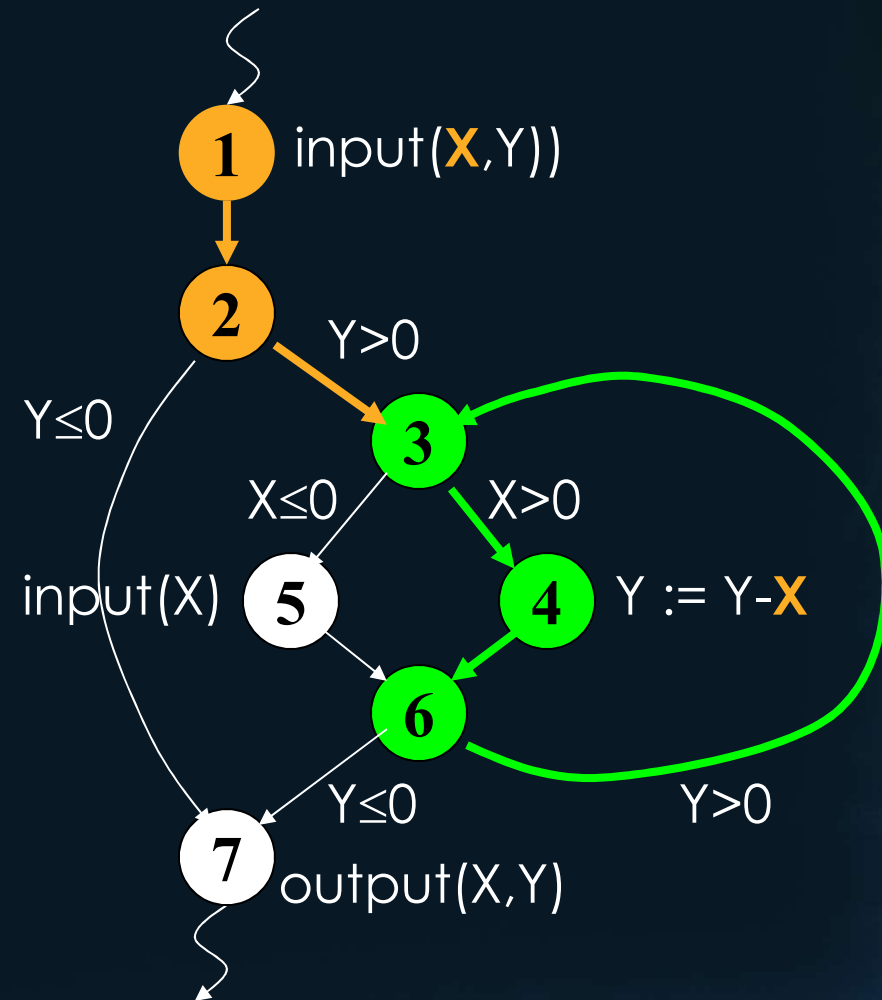 1 input(X,Y))
2
Y>0
Y≤0
3
X≤0 X>0
input(X) 5 4 Y := Y-X
6
Y≤0 Y>0
7
output(X,Y)